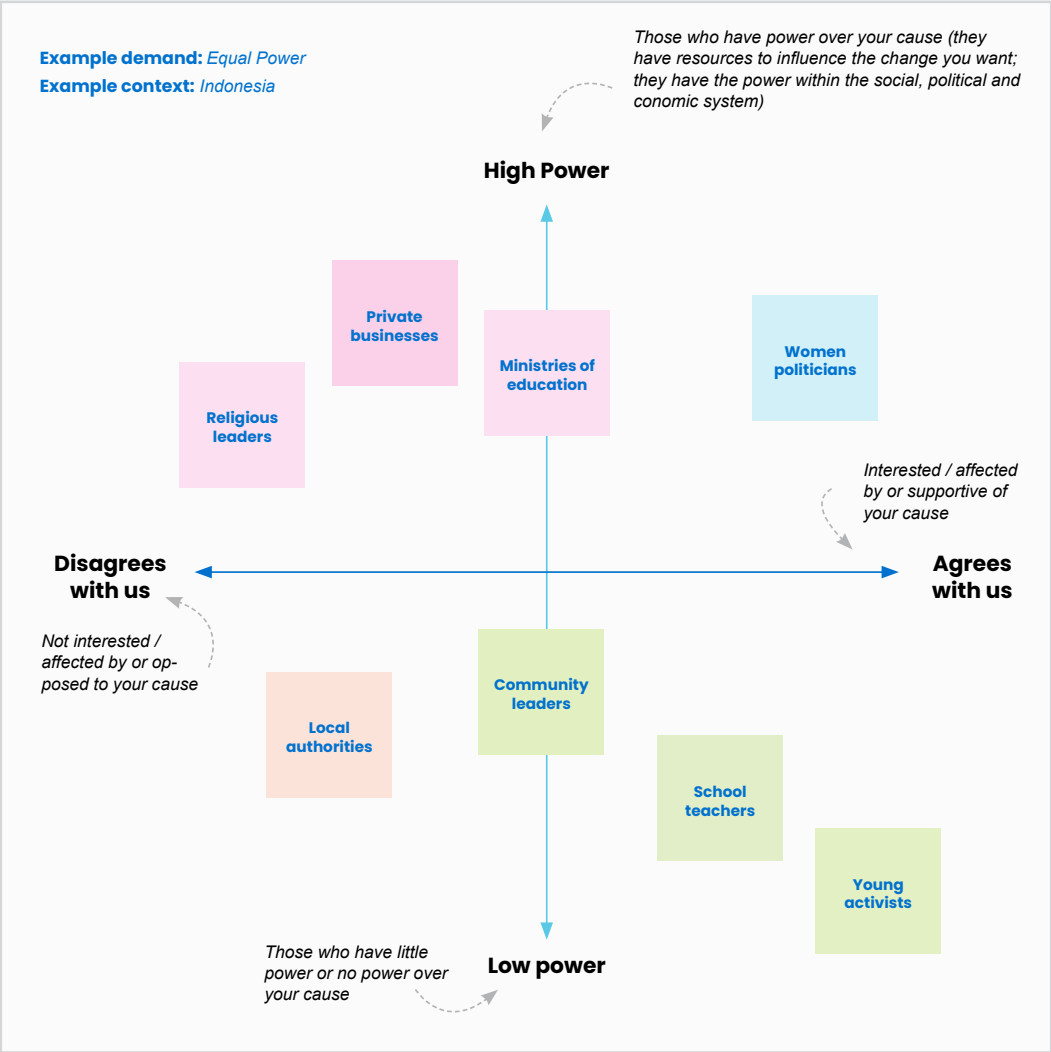 Example demand: Equal Power
Example context: Indonesia
Those who have power over your cause (they
have resources to influence the change you want;
they have the power within the social, political and
conomic system)
High Power
Private
businesses
Ministries of
education
Women
politicians
Religious
leaders
Interested / affected
by or supportive of
your cause
Disagrees
with us
Agrees
with us
Not interested /
affected by or op-
posed to your cause
Community
leaders
Local
authorities
School
teachers
Young
activists
Those who have little
power or no power over
your cause
Low power